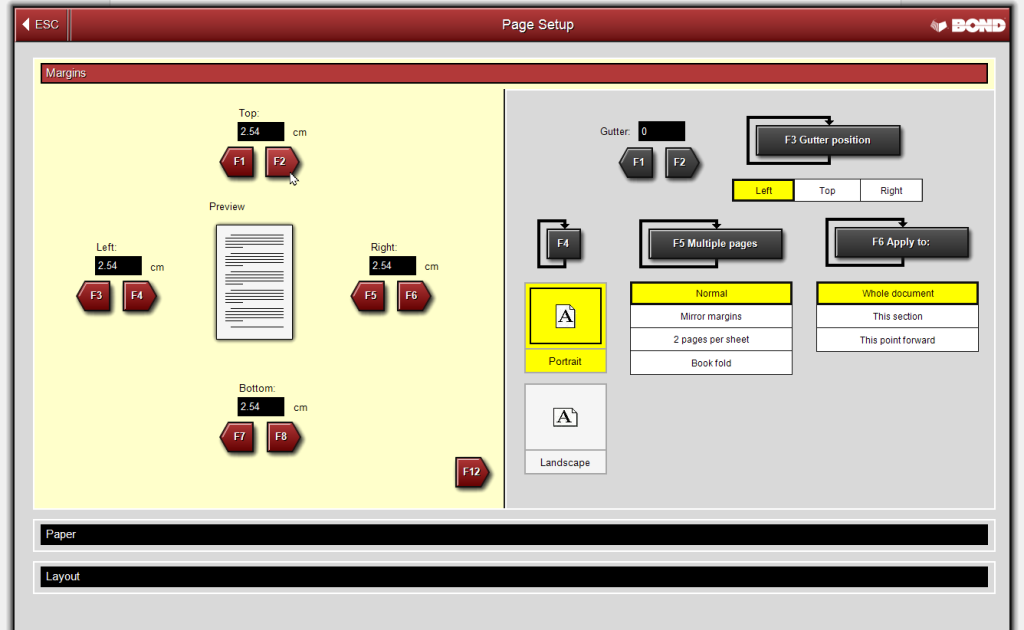 ESC
Page Setup
BOND
Margins
Top:
2.54 cm
F1 F2
Preview
Left:
2.54 cm
F3 F4
Right:
2.54 cm
F5 F6
Bottom:
2.54 cm
F7 F8
F12
Gutter: 0
F1 F2
F3 Gutter position
Left Top Right
F4
A
Portrait
A
Landscape
F5 Multiple pages
Normal
Mirror margins
2 pages per sheet
Book fold
F6 Apply to:
Whole document
This section
This point forward
Paper
Layout